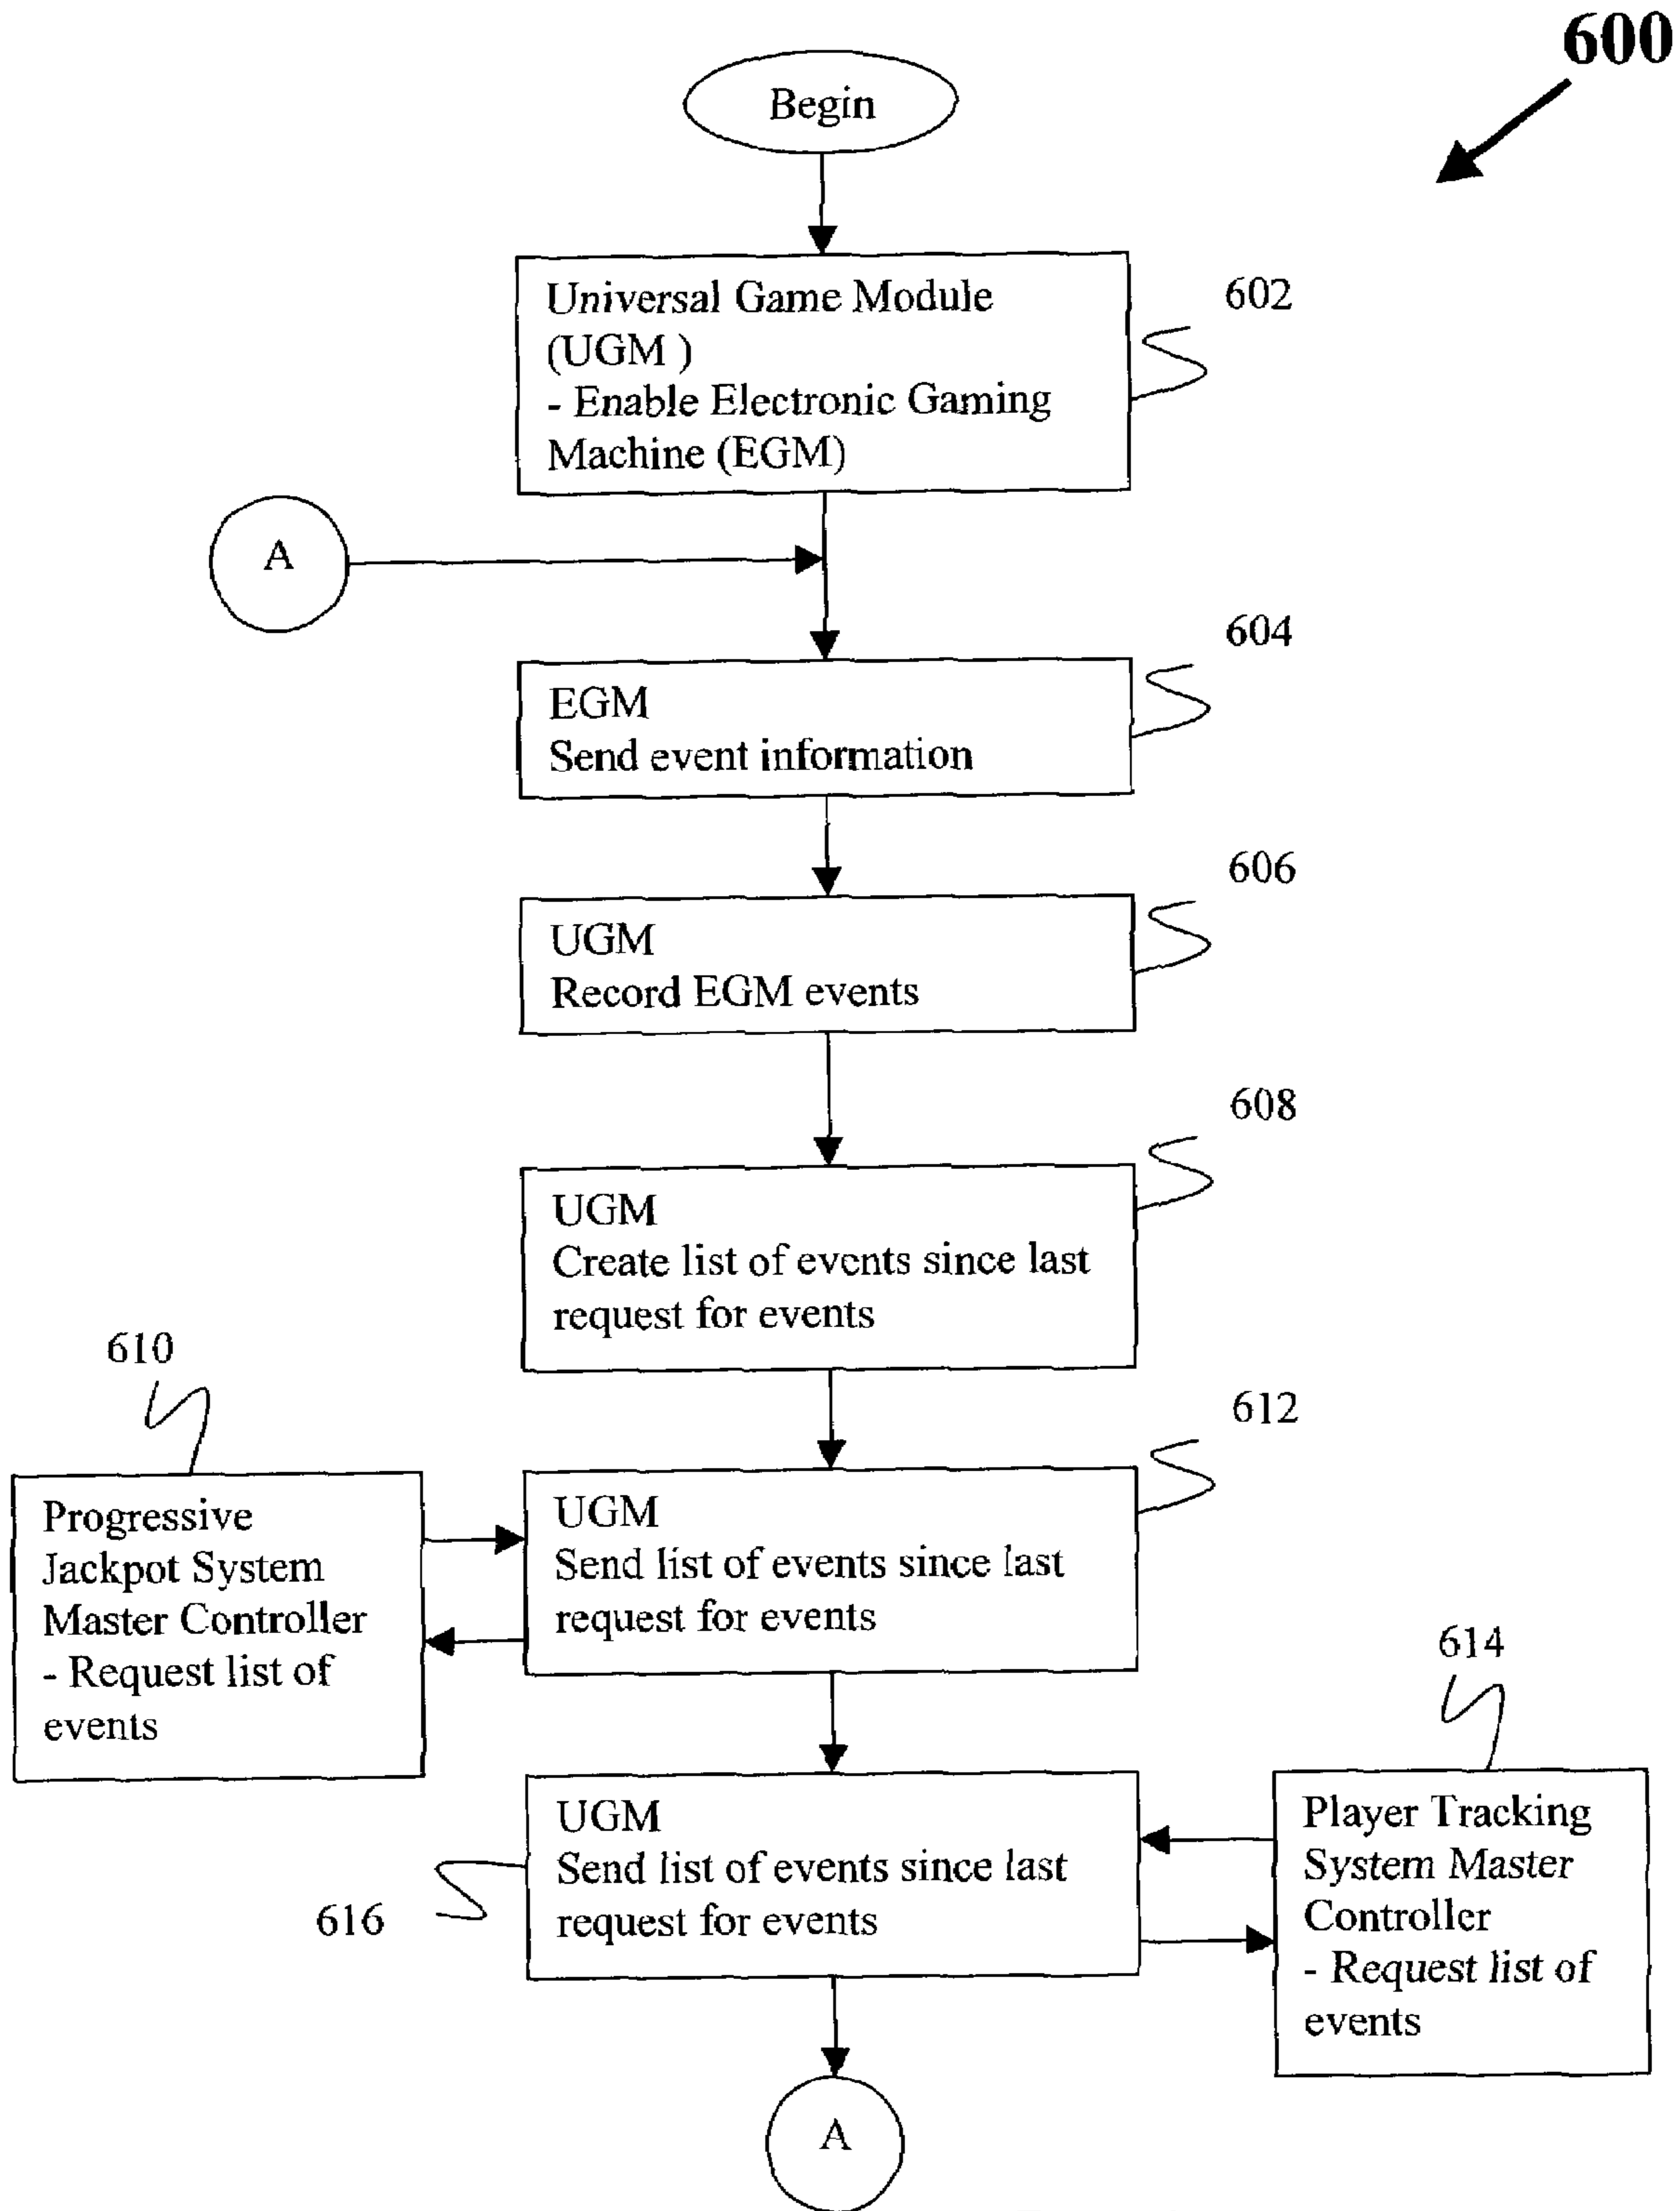 600
Begin
Universal Game Module
(UGM )
- Enable Electronic Gaming
Machine (EGM)
602
A
604
EGM
Send event information
606
UGM
Record EGM events
608
UGM
Create list of events since last
request for events
610
612
Progressive
Jackpot System
Master Controller
- Request list of
events
UGM
Send list of events since last
request for events
614
UGM
Send list of events since last
request for events
616
Player Tracking
System Master
Controller
- Request list of
events
A